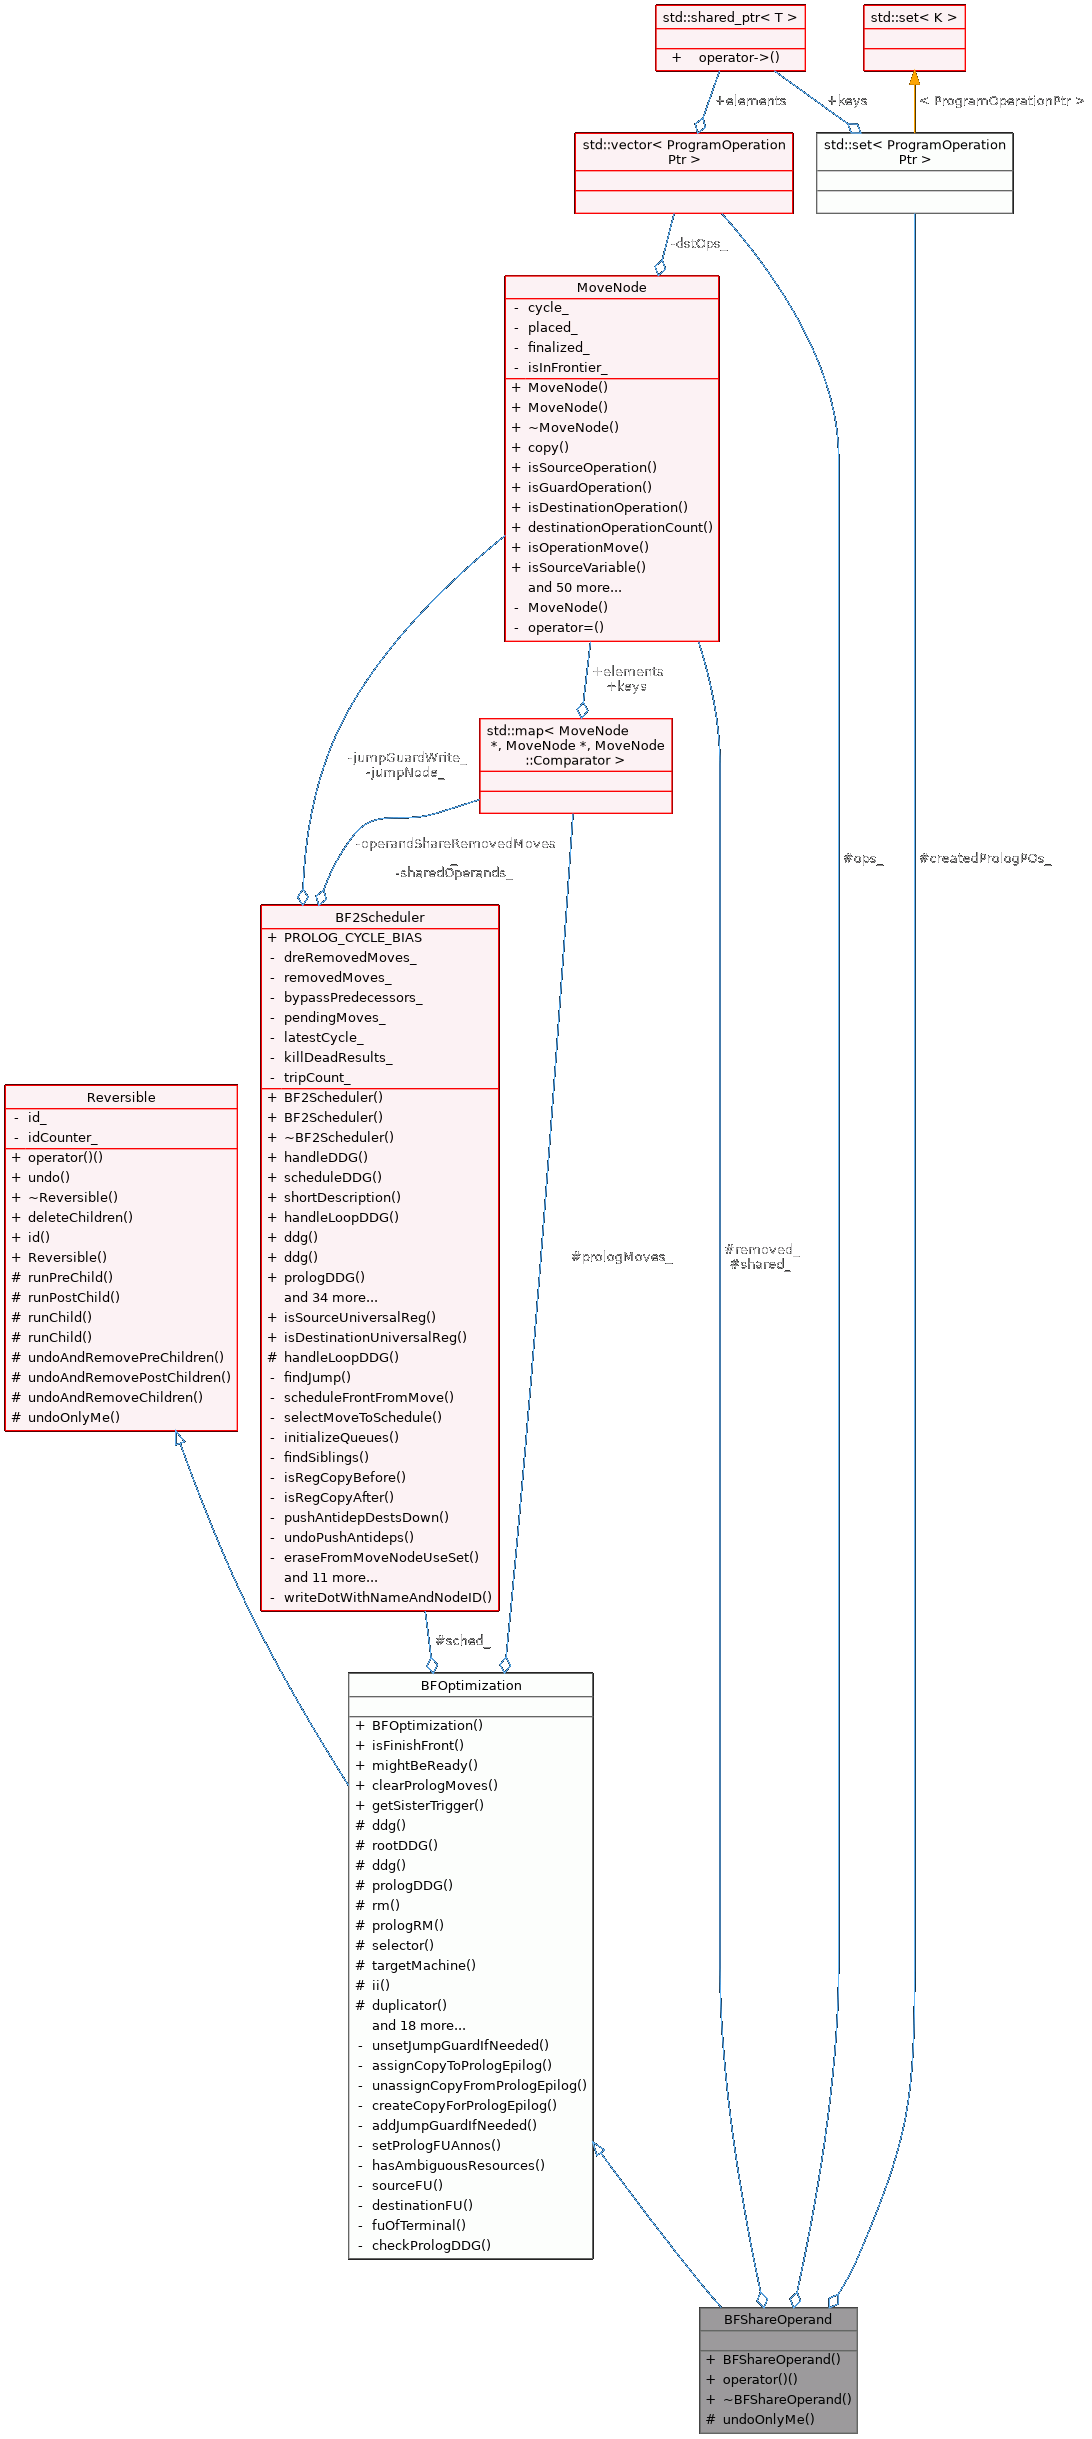 std::shared_ptr< T >
+ operator->()
std::set< K >
+elements
+keys
< ProgramOperationPtr >
std::vector< ProgramOperation
Ptr >
std::set< ProgramOperation
Ptr >
-dstOps_
MoveNode
- cycle_
- placed_
- finalized_
- isInFrontier_
+ MoveNode()
+ MoveNode()
+ ~MoveNode()
+ copy()
+ isSourceOperation()
+ isGuardOperation()
+ isDestinationOperation()
+ destinationOperationCount()
+ isOperationMove()
+ isSourceVariable()
and 50 more...
- MoveNode()
- operator=()
+elements
+keys
std::map< MoveNode
*, MoveNode *, MoveNode
::Comparator >
-jumpGuardWrite_
-jumpNode_
-operandShareRemovedMoves
_
-sharedOperands_
#ops_
#createdPrologPOs_
BF2Scheduler
+ PROLOG_CYCLE_BIAS
- dreRemovedMoves_
- removedMoves_
- bypassPredecessors_
- pendingMoves_
- latestCycle_
- killDeadResults_
- tripCount_
+ BF2Scheduler()
+ BF2Scheduler()
+ ~BF2Scheduler()
+ handleDDG()
+ scheduleDDG()
+ shortDescription()
+ handleLoopDDG()
+ ddg()
+ ddg()
+ prologDDG()
and 34 more...
+ isSourceUniversalReg()
+ isDestinationUniversalReg()
# handleLoopDDG()
- findJump()
- scheduleFrontFromMove()
- selectMoveToSchedule()
- initializeQueues()
- findSiblings()
- isRegCopyBefore()
- isRegCopyAfter()
- pushAntidepDestsDown()
- undoPushAntideps()
- eraseFromMoveNodeUseSet()
and 11 more...
- writeDotWithNameAndNodeID()
Reversible
- id_
- idCounter_
+ operator()()
+ undo()
+ ~Reversible()
+ deleteChildren()
+ id()
+ Reversible()
# runPreChild()
# runPostChild()
# runChild()
# runChild()
# undoAndRemovePreChildren()
# undoAndRemovePostChildren()
# undoAndRemoveChildren()
# undoOnlyMe()
#prologMoves_
#removed_
#shared_
#sched_
BFOptimization
+ BFOptimization()
+ isFinishFront()
+ mightBeReady()
+ clearPrologMoves()
+ getSisterTrigger()
# ddg()
# rootDDG()
# ddg()
# prologDDG()
# rm()
# prologRM()
# selector()
# targetMachine()
# ii()
# duplicator()
and 18 more...
- unsetJumpGuardIfNeeded()
- assignCopyToPrologEpilog()
- unassignCopyFromPrologEpilog()
- createCopyForPrologEpilog()
- addJumpGuardIfNeeded()
- setPrologFUAnnos()
- hasAmbiguousResources()
- sourceFU()
- destinationFU()
- fuOfTerminal()
- checkPrologDDG()
BFShareOperand
+ BFShareOperand()
+ operator()()
+ ~BFShareOperand()
# undoOnlyMe()